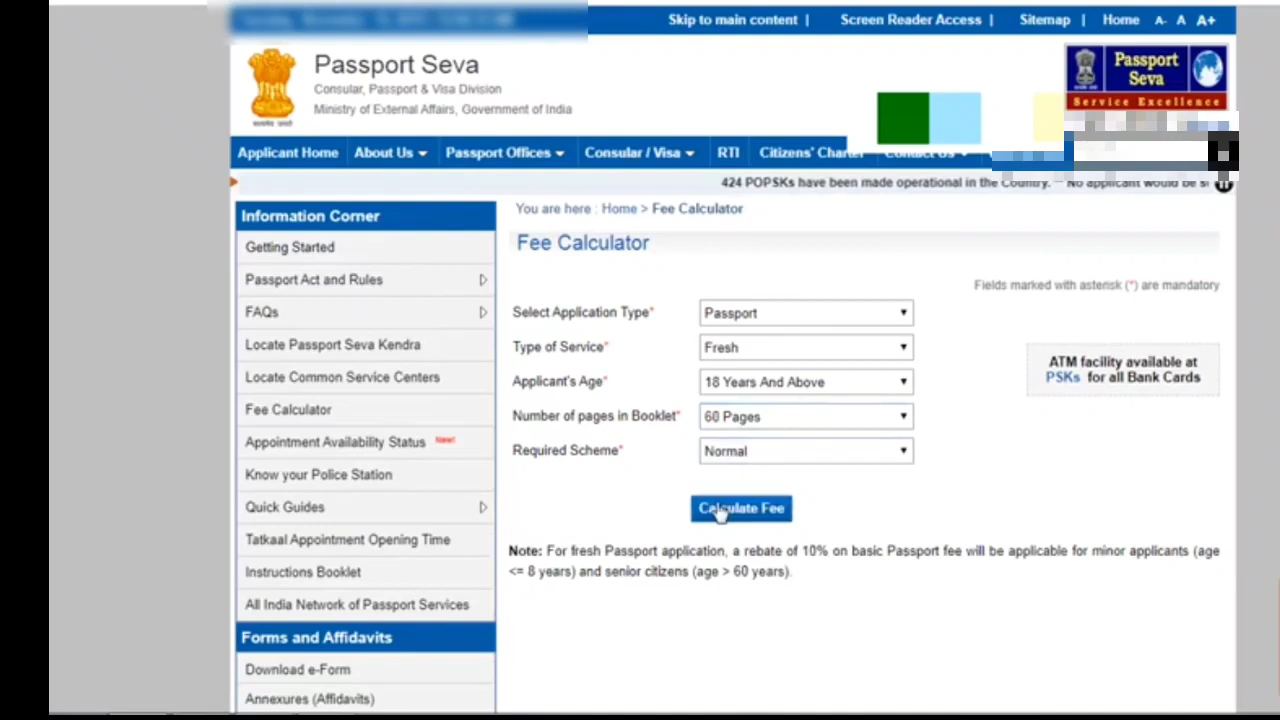 Skip to main content | Screen Reader Access | Sitemap | Home A- A A+
Passport Seva
Consular, Passport & Visa Division
Ministry of External Affairs, Government of India
Passport
Seva
Service Excellence
Applicant Home About Us Passport Offices Consular / Visa RTI Citizens' Charter Contact Us
424 POPSKs have been made operational in the Country. No applicant would be
Information Corner
Getting Started
Passport Act and Rules
FAQs
Locate Passport Seva Kendra
Locate Common Service Centers
Fee Calculator
Appointment Availability Status New!
Know your Police Station
Quick Guides
Tatkaal Appointment Opening Time
Instructions Booklet
All India Network of Passport Services
Forms and Affidavits
Download e-Form
Annexures (Affidavits)
You are here : Home > Fee Calculator
Fee Calculator
Fields marked with asterisk (*) are mandatory
Select Application Type* Passport
Type of Service* Fresh
Applicant's Age* 18 Years And Above
Number of pages in Booklet* 60 Pages
Required Scheme* Normal
ATM facility available at
PSKs for all Bank Cards
Calculate Fee
Note: For fresh Passport application, a rebate of 10% on basic Passport fee will be applicable for minor applicants (age
<= 8 years) and senior citizens (age > 60 years).